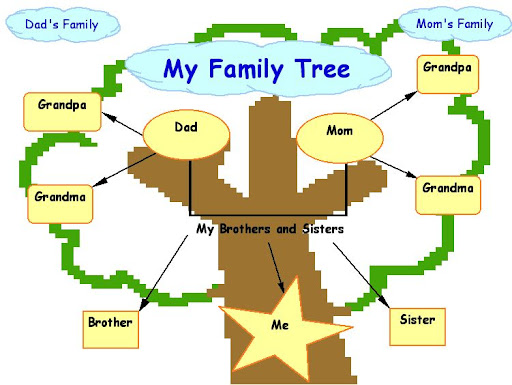 Dad's Family
Mom's Family
My Family Tree
Grandpa
Grandpa
Dad
Mom
Grandma
Grandma
My Brothers and Sisters
Brother
Me
Sister